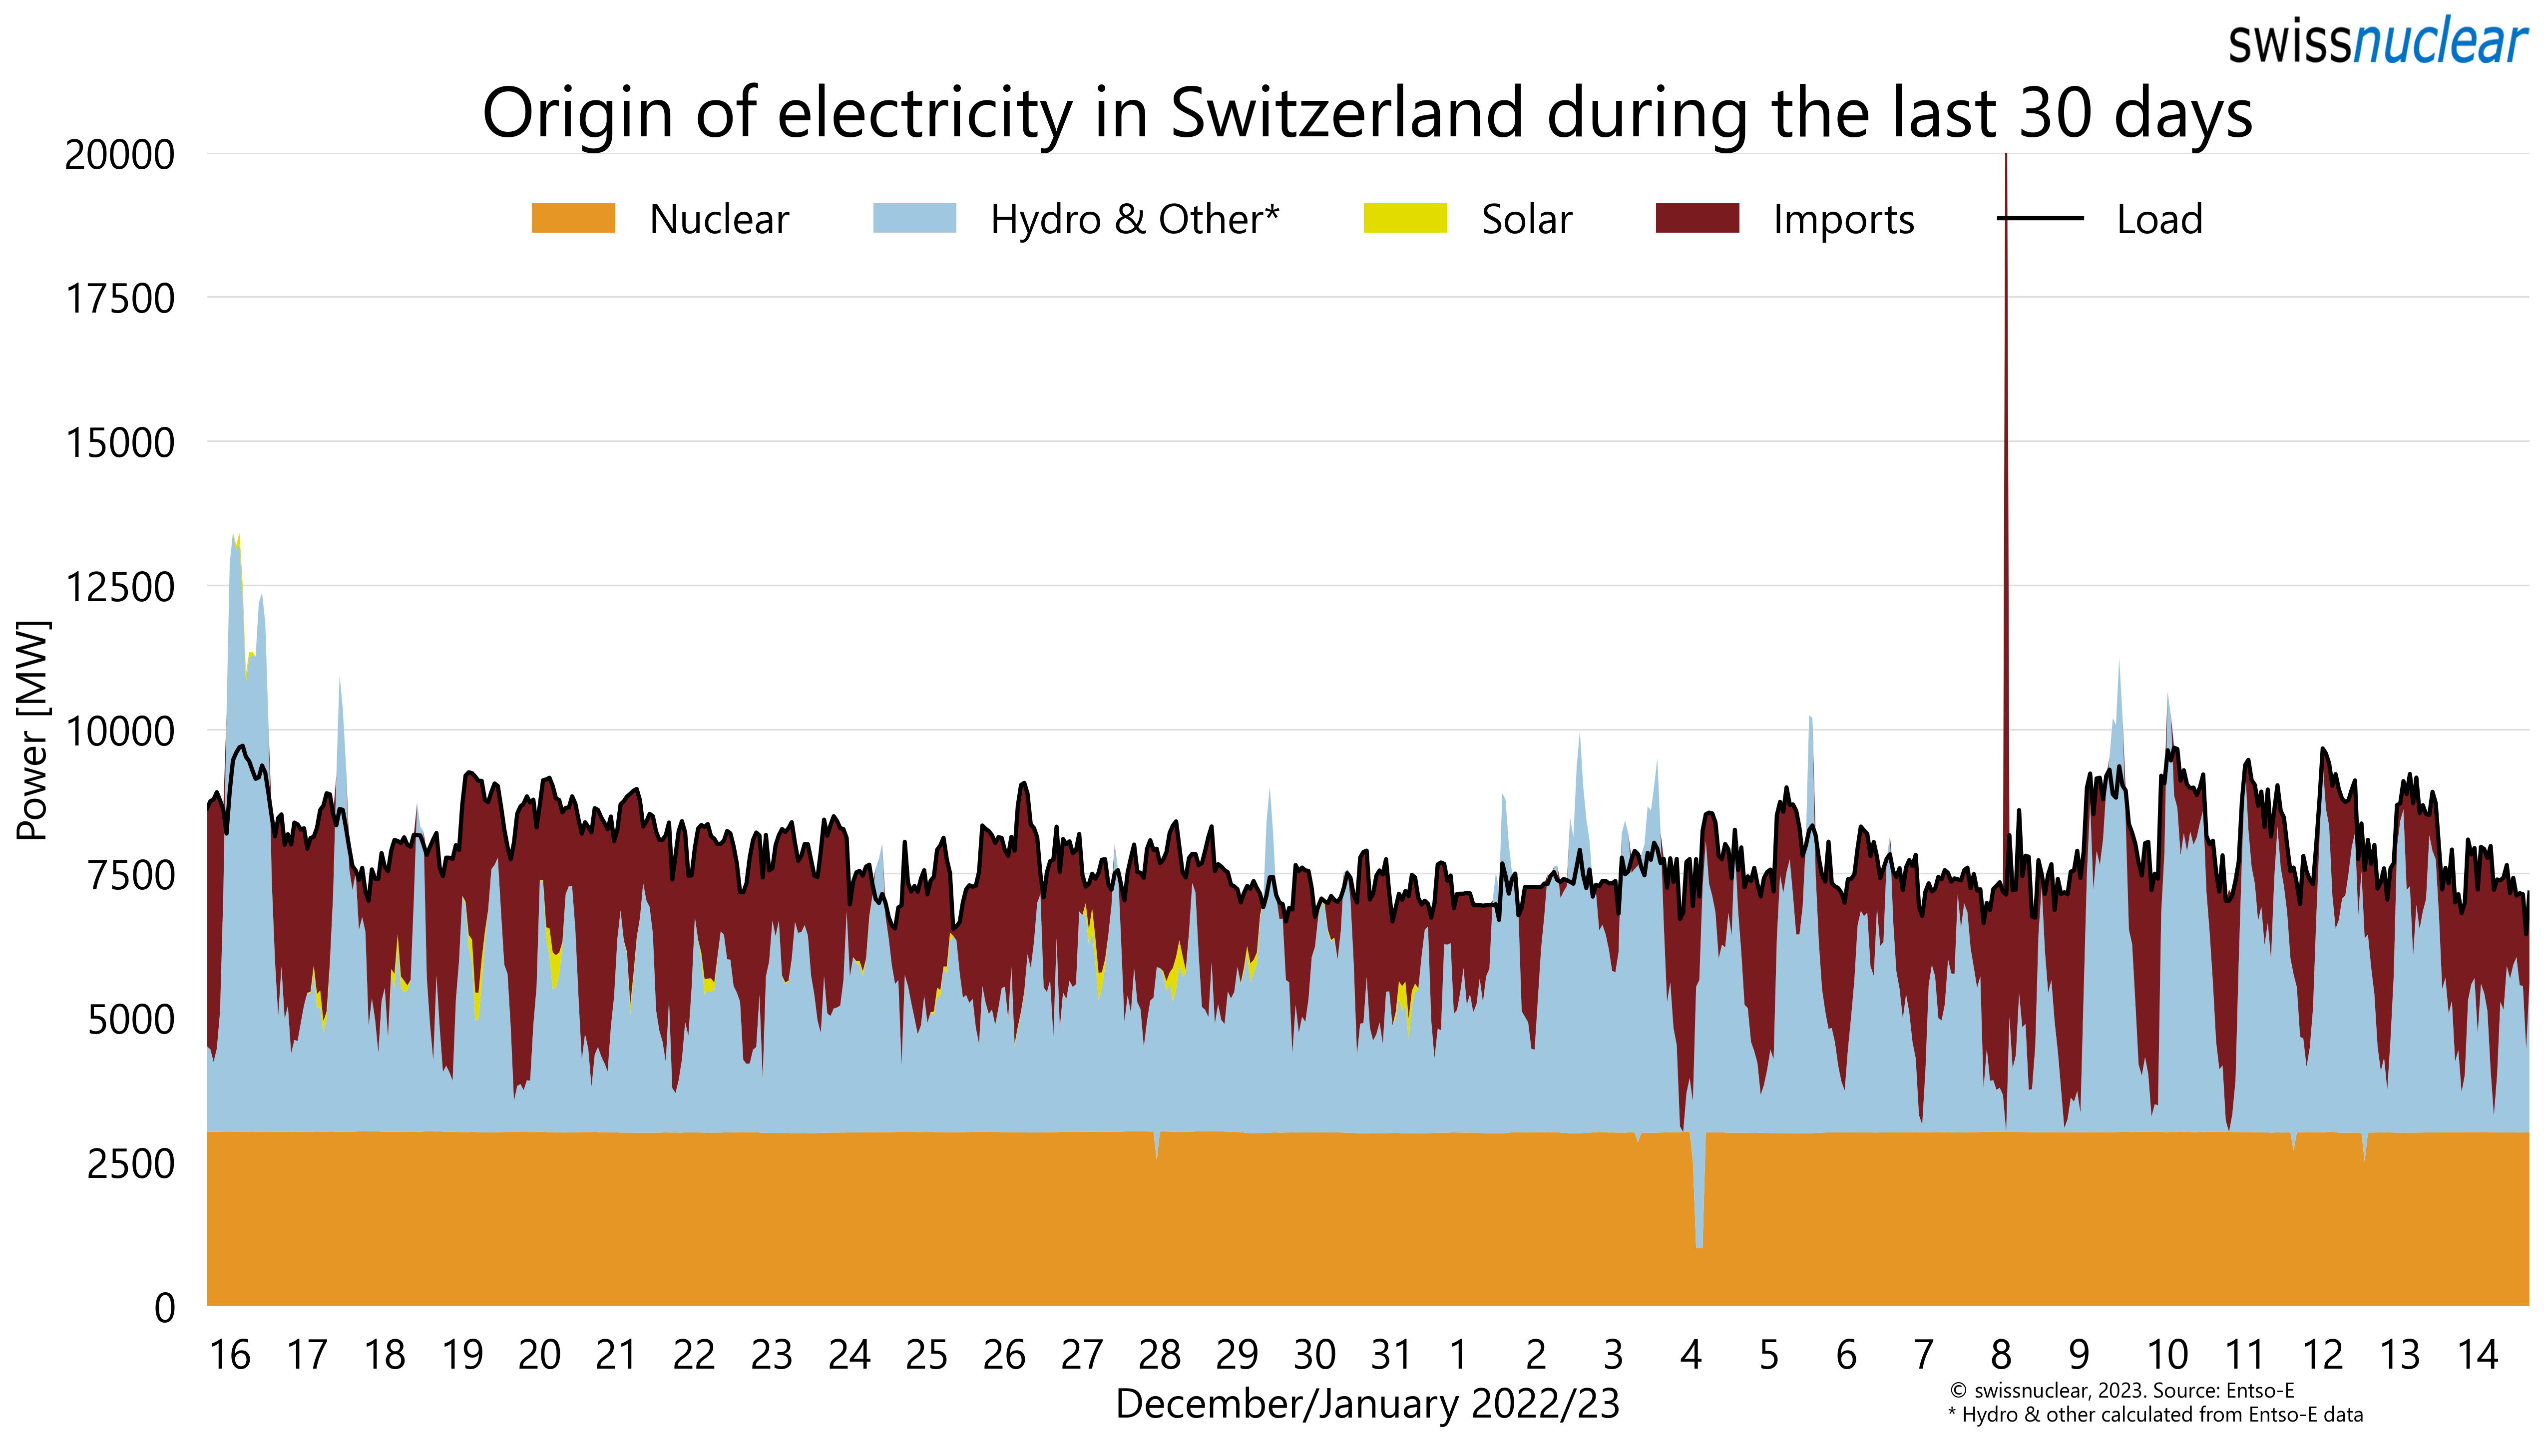 swissnuclear
Origin of electricity in Switzerland during the last 30 days
20000
Nuclear Hydro & Other* Solar Imports Load
17500
15000
12500
10000
7500
5000
2500
0
Power [MW]
16 17 18 19 20 21 22 23 24 25 26 27 28 29 30 31 1 2 3 4 5 6 7 8 9 10 11 12 13 14
December/January 2022/23
© swissnuclear, 2023. Source: Entso-E
* Hydro & other calculated from Entso-E data